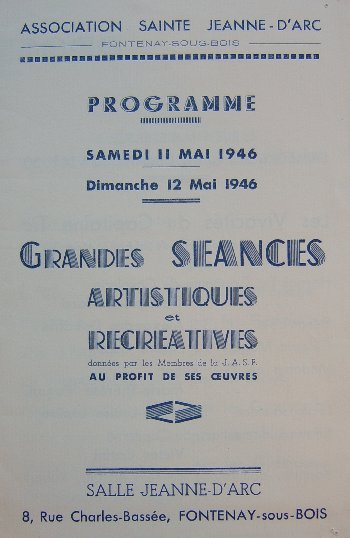 ASSOCIATION SAINTE JEANNE-D'ARC
FONTENAY-SOUS-BOIS
PROGRAMME
SAMEDI 11 MAI 1946
Dimanche 12 Mai 1946
GRANDES SEANCES
ARTISTIQUES
et
RECREATIVES
données par les Membres de la J.A.S.F.
AU PROFIT DE SES ŒUVRES
SALLE JEANNE-D'ARC
8, Rue Charles-Bassée, FONTENAY-sous-BOIS